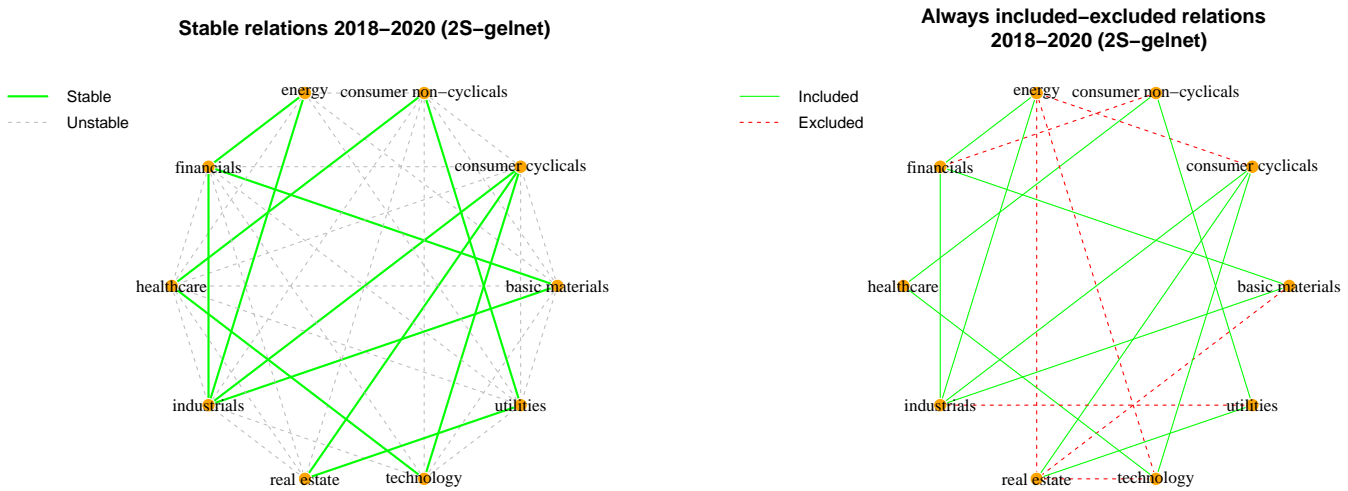 Stable relations 2018−2020 (2S−gelnet)
Stable
Unstable
energy
consumer non−cyclicals
financials
consumer cyclicals
healthcare
basic materials
industrials
utilities
real estate
technology
Always included−excluded relations
2018−2020 (2S−gelnet)
Included
Excluded
energy
consumer non−cyclicals
financials
consumer cyclicals
healthcare
basic materials
industrials
utilities
real estate
technology